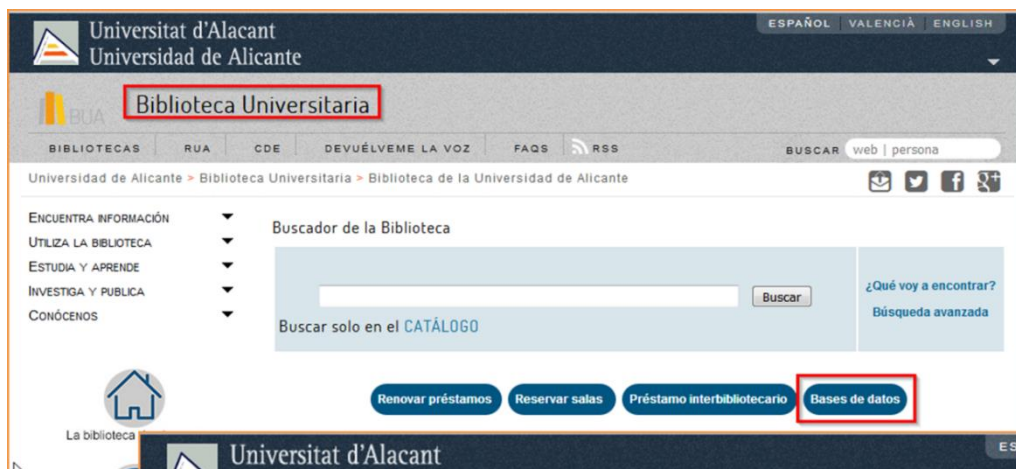 Universitat d'Alacant
Universidad de Alicante
ESPAÑOL VALENCIÀ ENGLISH
BUA
Biblioteca Universitaria
BIBLIOTECAS RUA CDE DEVUÉLVEME LA VOZ FAQS RSS BUSCAR web | persona
Universidad de Alicante > Biblioteca Universitaria > Biblioteca de la Universidad de Alicante
ENCUENTRA INFORMACIÓN
UTILIZA LA BIBLIOTECA
ESTUDIA Y APRENDE
INVESTIGA Y PUBLICA
CONÓCENOS
Buscador de la Biblioteca
Buscar
Buscar solo en el CATÁLOGO
¿Qué voy a encontrar?
Búsqueda avanzada
Renovar préstamos Reservar salas Préstamo interbibliotecario Bases de datos
La biblioteca
Universitat d'Alacant
ES